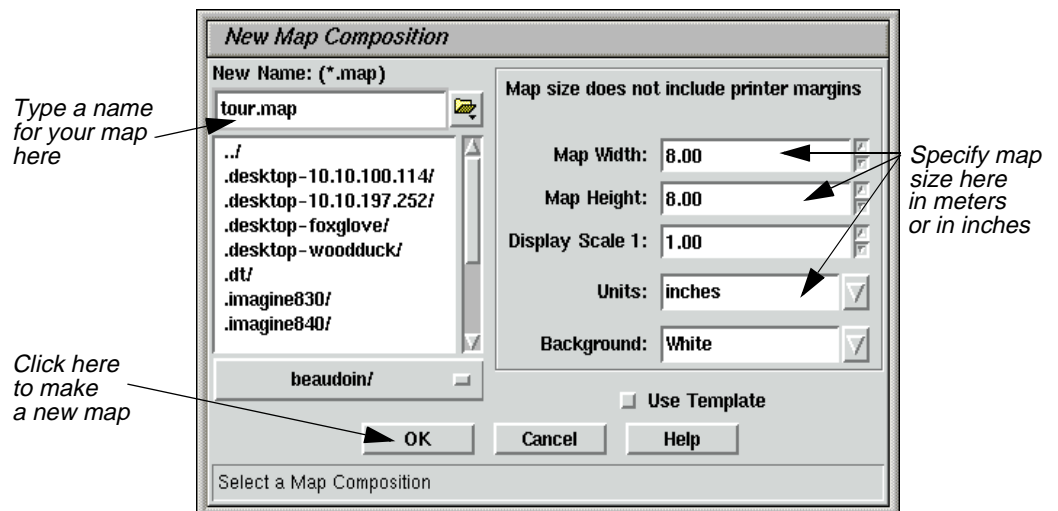 New Map Composition
New Name: (*.map)
tour.map
../
.desktop-10.10.100.114/
.desktop-10.10.197.252/
.desktop-foxglove/
.desktop-woodduck/
.dt/
.imagine830/
.imagine840/
beaudoin/
Map size does not include printer margins
Map Width: 8.00
Map Height: 8.00
Display Scale 1: 1.00
Units: inches
Background: White
Use Template
OK Cancel Help
Select a Map Composition
Type a name
for your map
here
Click here
to make
a new map
Specify map
size here
in meters
or in inches